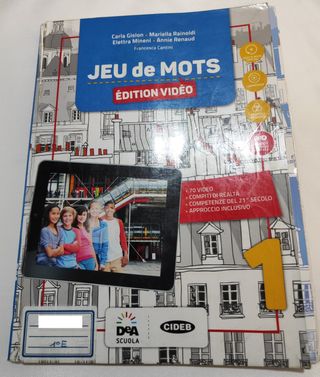 Carla Gislon - Mariella Rainoldi
Elettra Mineni - Annie Renaud
Francesca Cantini
JEU de MOTS
ÉDITION VIDÉO
• 70 VIDEO
• COMPITI DI REALTÀ
• COMPETENZE DEL 21° SECOLO
• APPROCCIO INCLUSIVO
1
1°E
DeA
SCUOLA
CIDEB